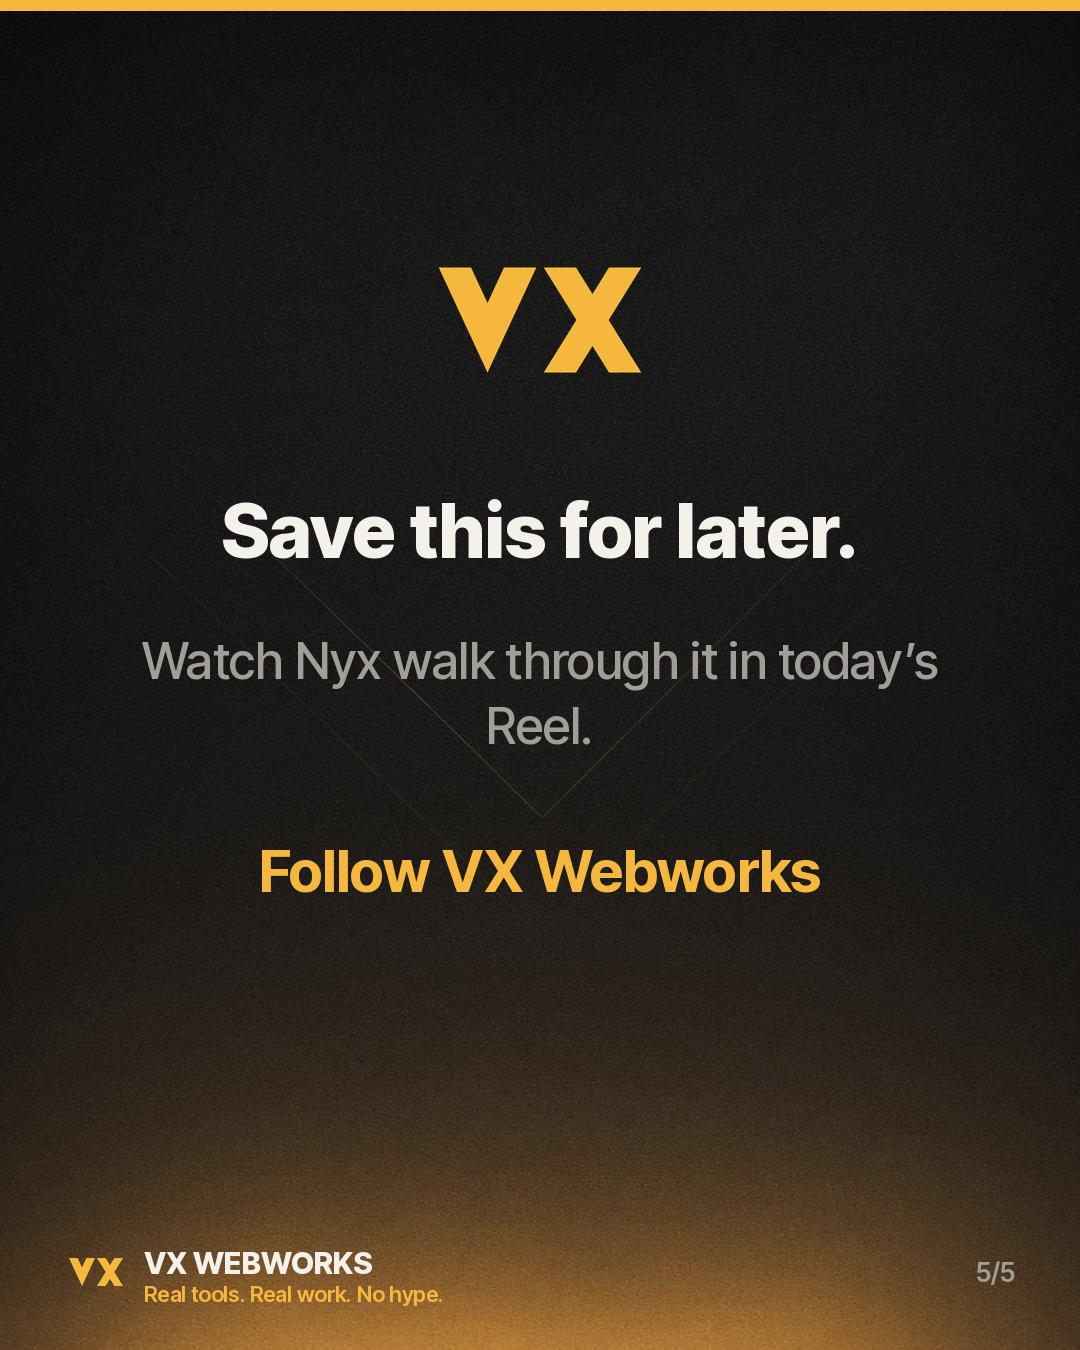 VX
Save this for later.
Watch Nyx walk through it in today’s
Reel.
Follow VX Webworks
VX VX WEBWORKS
Real tools. Real work. No hype.
5/5